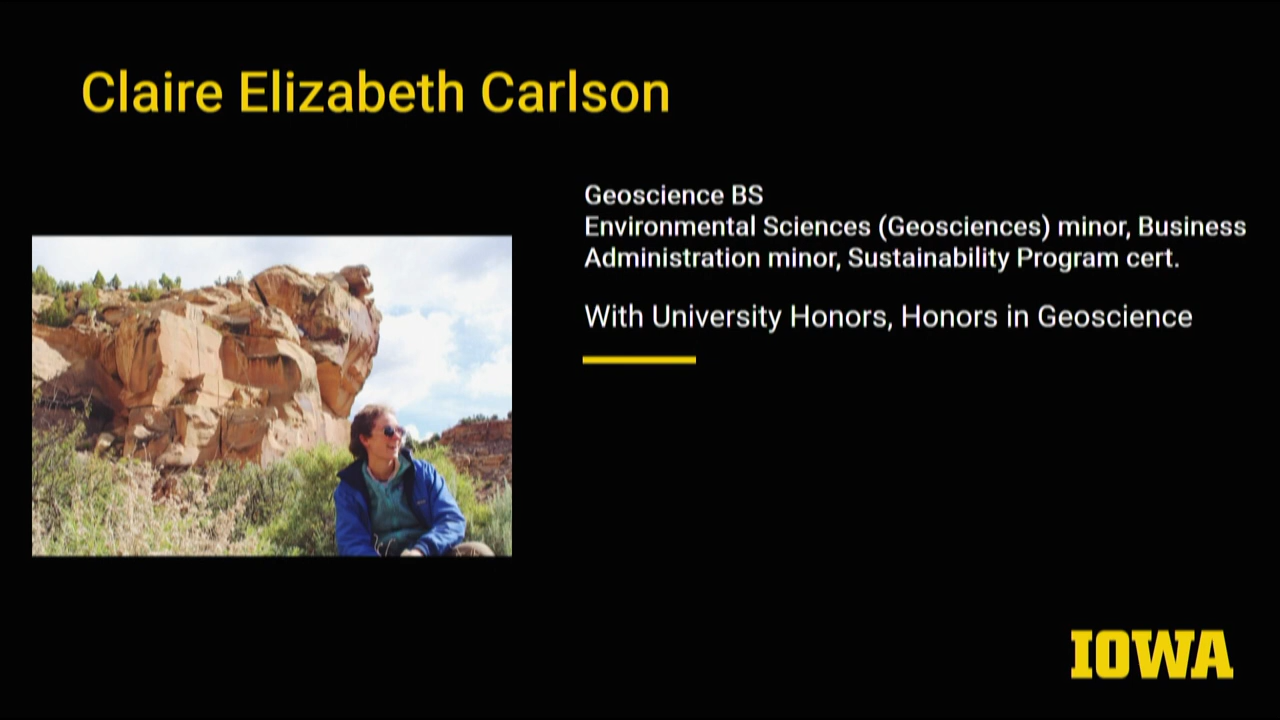 Claire Elizabeth Carlson
Geoscience BS
Environmental Sciences (Geosciences) minor, Business
Administration minor, Sustainability Program cert.
With University Honors, Honors in Geoscience
IOWA